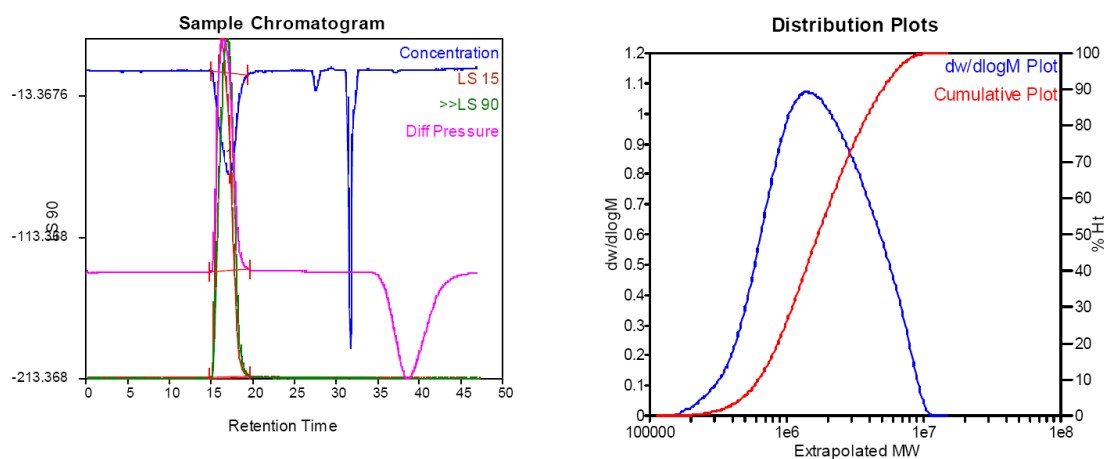 Sample Chromatogram
Concentration
LS 15
>>LS 90
Diff Pressure
-13.3676
-113.368
-213.368
LS 90
0 5 10 15 20 25 30 35 40 45 50
Retention Time
Distribution Plots
dw/dlogM Plot
Cumulative Plot
1.2
1.1
1
0.9
0.8
0.7
0.6
0.5
0.4
0.3
0.2
0.1
0
dw/dlogM
100
90
80
70
60
50
40
30
20
10
0
% Ht
100000 1e6 1e7 1e8
Extrapolated MW